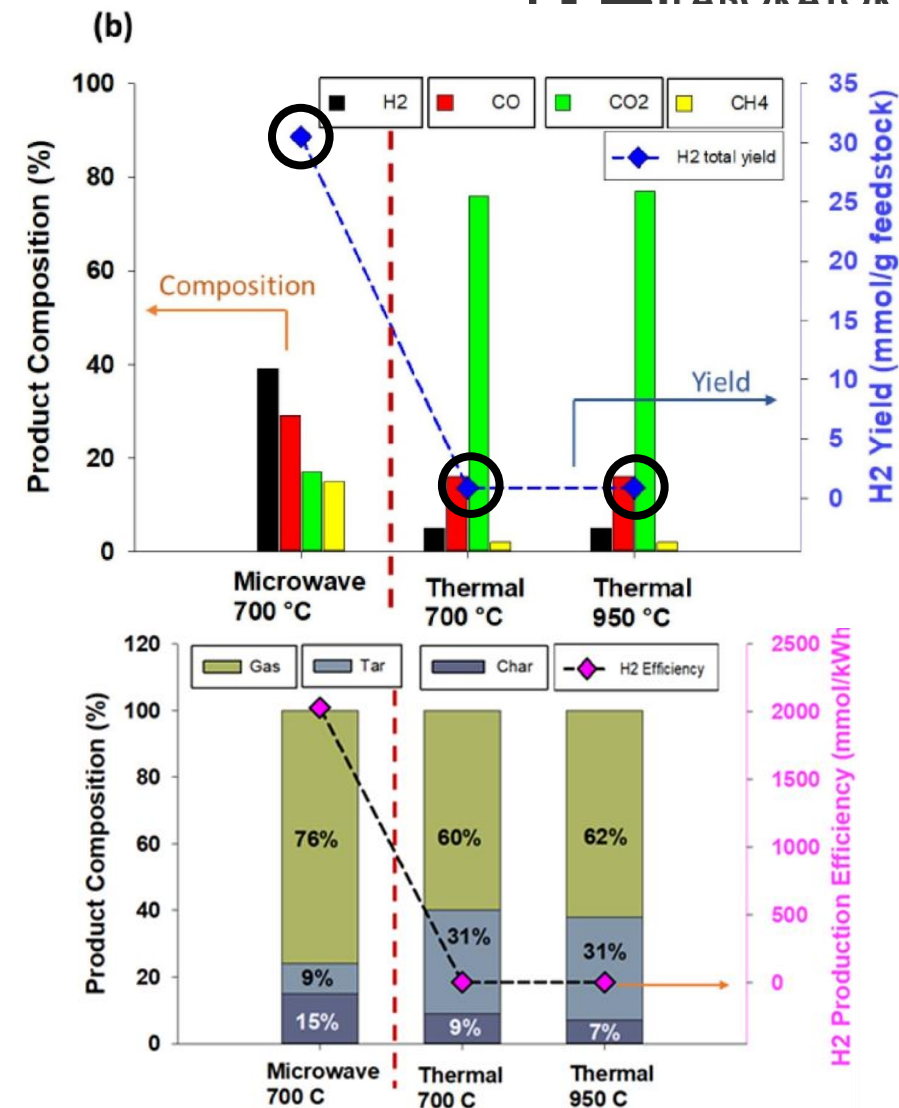 (b)
H2
CO
CO2
CH4
H2 total yield
Product Composition (%)
100
80
60
40
20
0
H2 Yield (mmol/g feedstock)
35
30
25
20
15
10
5
0
Composition
Yield
Microwave
700 °C
Thermal
700 °C
Thermal
950 °C
Gas
Tar
Char
H2 Efficiency
Product Composition (%)
120
100
80
60
40
20
0
H2 Production Efficiency (mmol/kWh
2500
2000
1500
1000
500
0
76%
9%
15%
60%
31%
9%
62%
31%
7%
Microwave
700 C
Thermal
700 C
Thermal
950 C